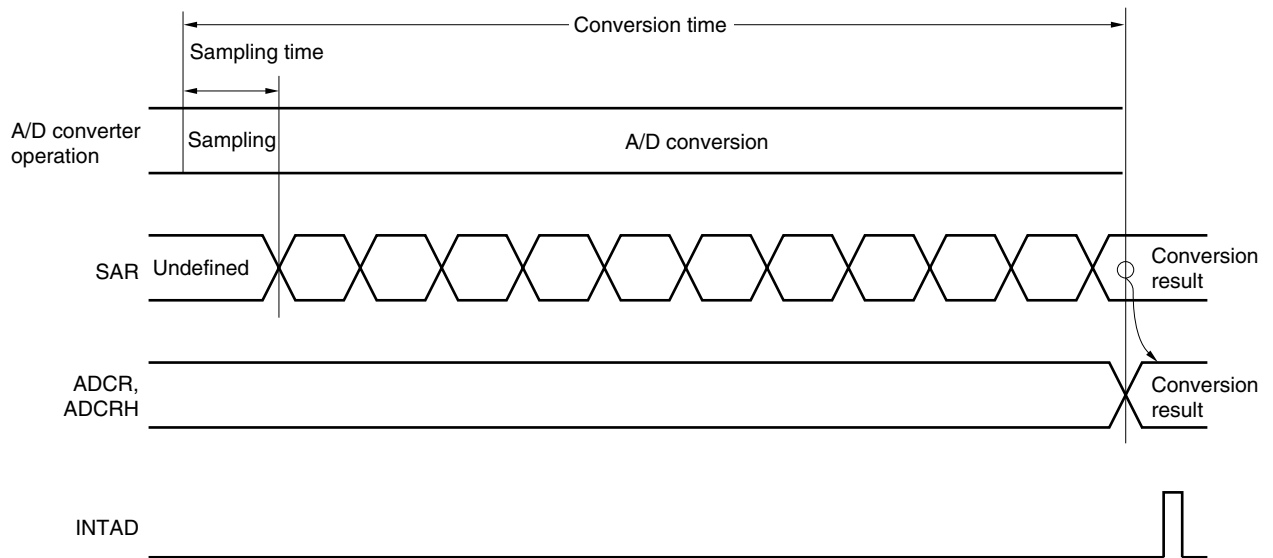 Conversion time
Sampling time
A/D converter
operation
Sampling
A/D conversion
SAR
Undefined
Conversion
result
ADCR,
ADCRH
Conversion
result
INTAD